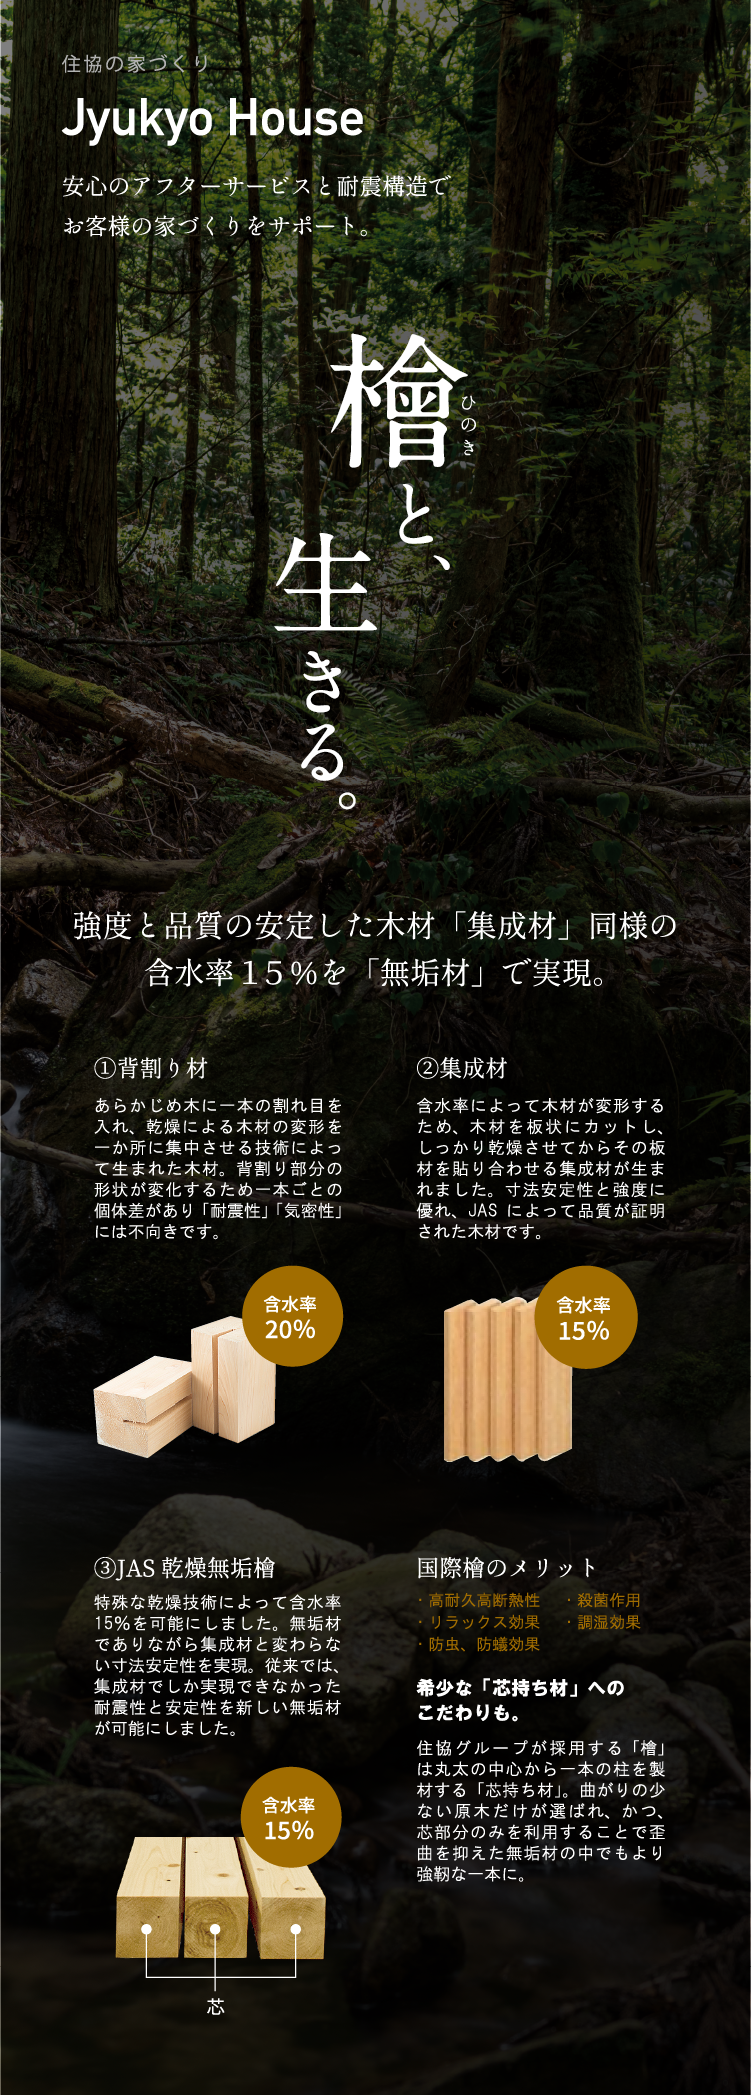 住協の家づくり
Jyukyo House
安心のアフターサービスと耐震構造で
お客様の家づくりをサポート。
檜と、
ひのき
生きる。
強度と品質の安定した木材「集成材」同様の
含水率15%を「無垢材」で実現。
①背割り材
あらかじめ木に一本の割れ目を
入れ、乾燥による木材の変形を
一か所に集中させる技術によっ
て生まれた木材。背割り部分の
形状が変化するため一本ごとの
個体差があり「耐震性」「気密性」
には不向きです。
含水率
20%
②集成材
含水率によって木材が変形する
ため、木材を板状にカットし、
しっかり乾燥させてからその板
材を貼り合わせる集成材が生ま
れました。寸法安定性と強度に
優れ、JAS によって品質が証明
された木材です。
含水率
15%
③JAS 乾燥無垢檜
特殊な乾燥技術によって含水率
15%を可能にしました。無垢材
でありながら集成材と変わらな
い寸法安定性を実現。従来では、
集成材でしか実現できなかった
耐震性と安定性を新しい無垢材
が可能にしました。
含水率
15%
芯
国際檜のメリット
・高耐久高断熱性 ・殺菌作用
・リラックス効果 ・調湿効果
・防虫、防蟻効果
希少な「芯持ち材」への
こだわりも。
住協グループが採用する「檜」
は丸太の中心から一本の柱を製
材する「芯持ち材」。曲がりの少
ない原木だけが選ばれ、かつ、
芯部分のみを利用することで歪
曲を抑えた無垢材の中でもより
強靭な一本に。